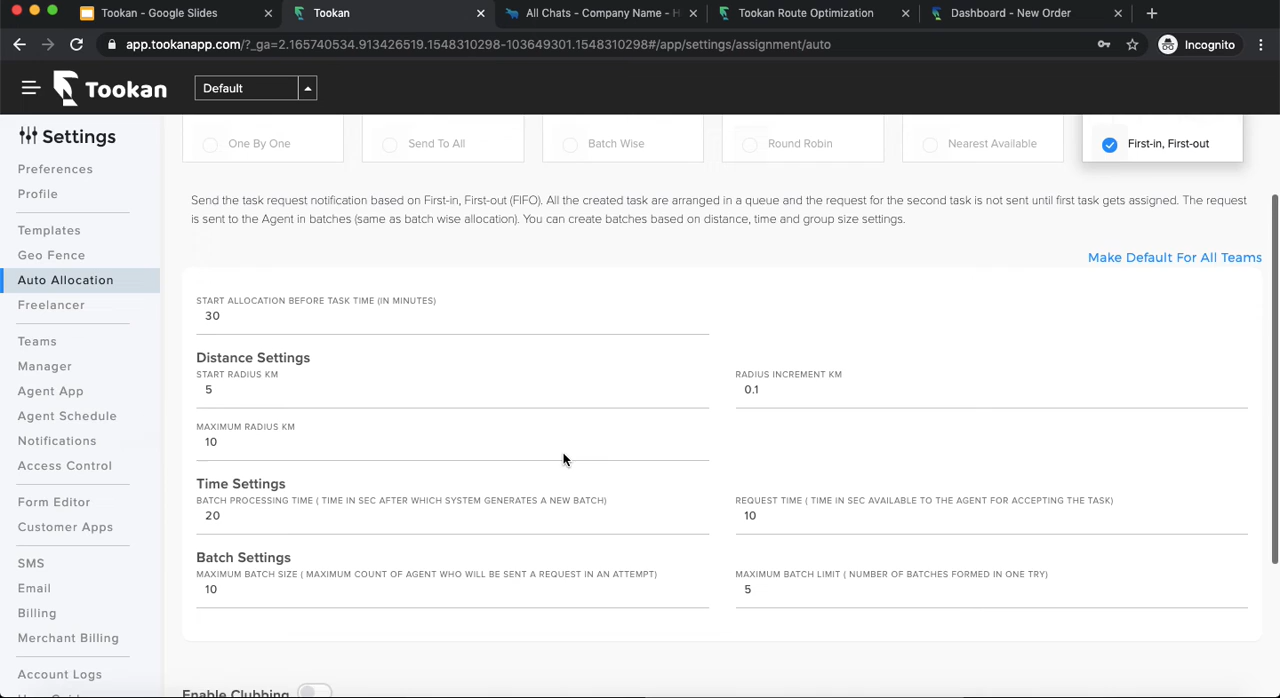 Tookan - Google Slides
Tookan
All Chats - Company Name - H
Tookan Route Optimization
Dashboard - New Order
app.tookanapp.com/?_ga=2.165740534.913426519.1548310298-103649301.1548310298#/app/settings/assignment/auto
Incognito
Tookan
Default
Settings
Preferences
Profile
Templates
Geo Fence
Auto Allocation
Freelancer
Teams
Manager
Agent App
Agent Schedule
Notifications
Access Control
Form Editor
Customer Apps
SMS
Email
Billing
Merchant Billing
Account Logs
One By One
Send To All
Batch Wise
Round Robin
Nearest Available
First-in, First-out
Send the task request notification based on First-in, First-out (FIFO). All the created task are arranged in a queue and the request for the second task is not sent until first task gets assigned. The request
is sent to the Agent in batches (same as batch wise allocation). You can create batches based on distance, time and group size settings.
Make Default For All Teams
START ALLOCATION BEFORE TASK TIME (IN MINUTES)
30
Distance Settings
START RADIUS KM
5
RADIUS INCREMENT KM
0.1
MAXIMUM RADIUS KM
10
Time Settings
BATCH PROCESSING TIME ( TIME IN SEC AFTER WHICH SYSTEM GENERATES A NEW BATCH)
20
REQUEST TIME ( TIME IN SEC AVAILABLE TO THE AGENT FOR ACCEPTING THE TASK)
10
Batch Settings
MAXIMUM BATCH SIZE ( MAXIMUM COUNT OF AGENT WHO WILL BE SENT A REQUEST IN AN ATTEMPT)
10
MAXIMUM BATCH LIMIT ( NUMBER OF BATCHES FORMED IN ONE TRY)
5
Enable Clubbing